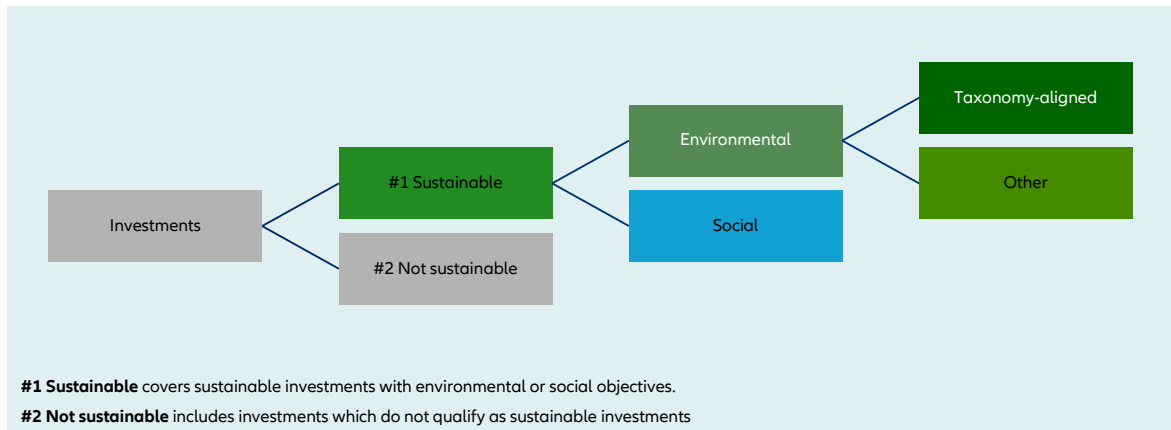 Taxonomy-aligned
Environmental
#1 Sustainable
Other
Investments
Social
#2 Not sustainable
#1 Sustainable covers sustainable investments with environmental or social objectives.
#2 Not sustainable includes investments which do not qualify as sustainable investments